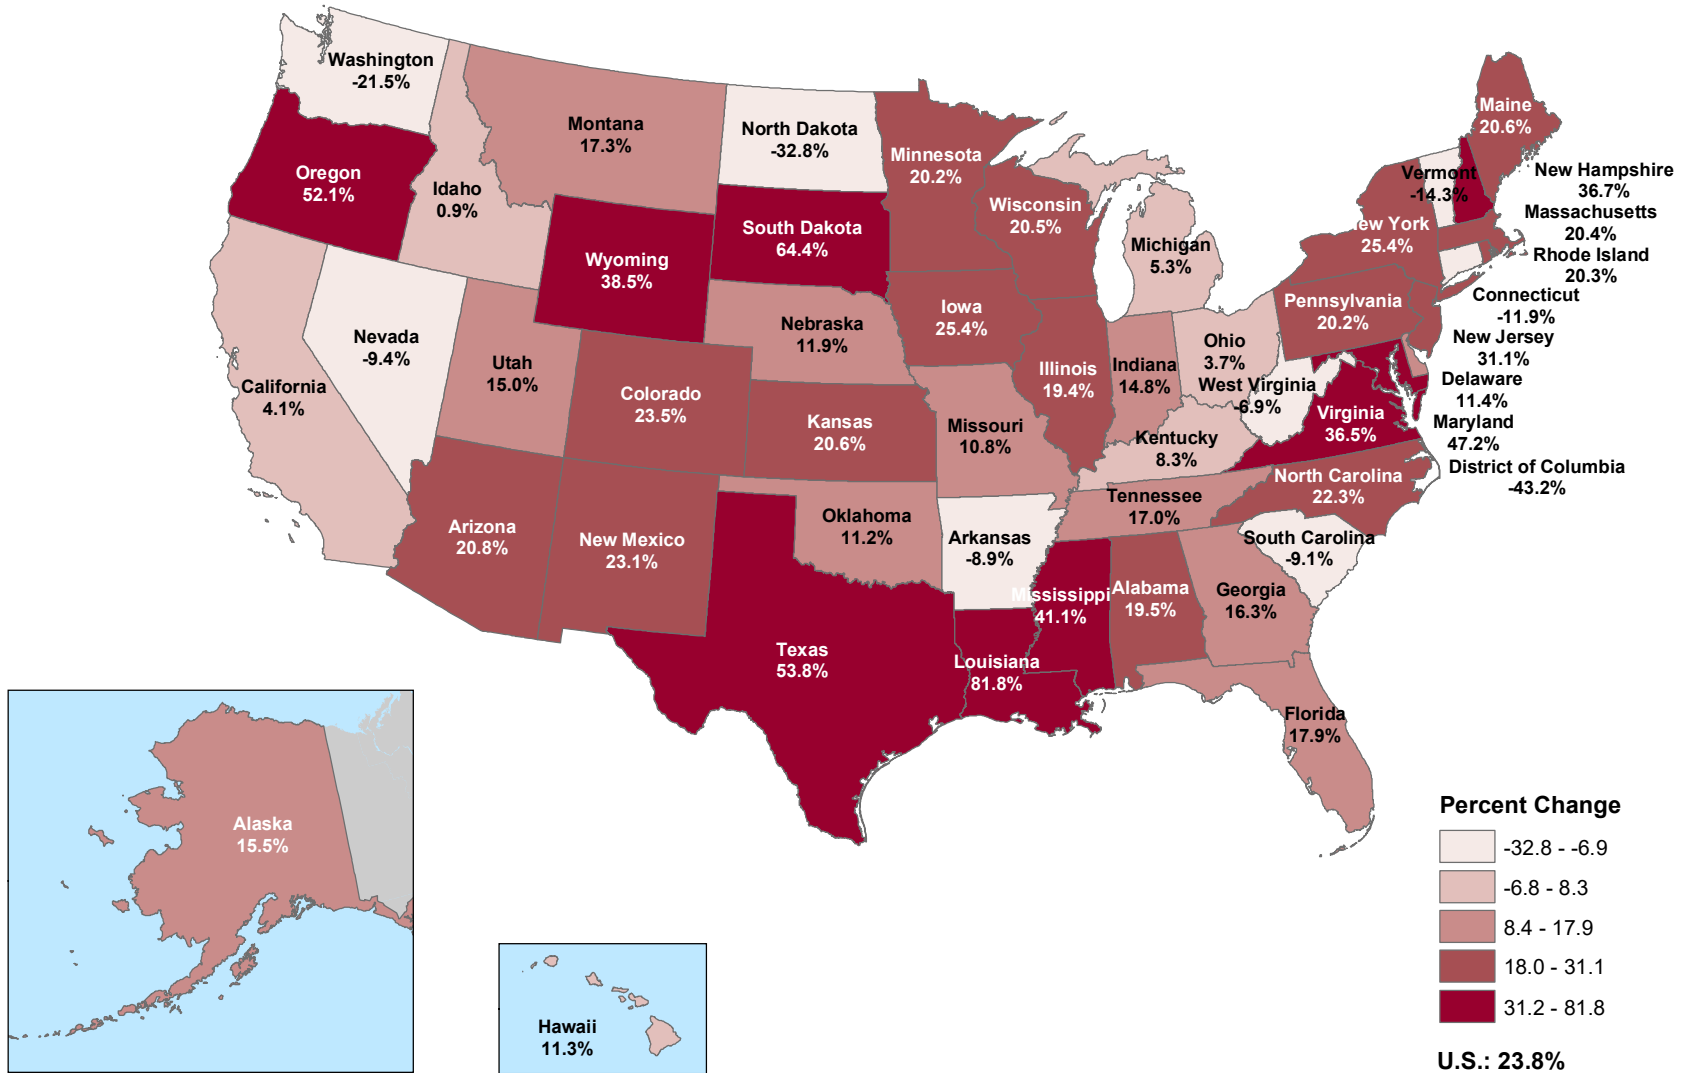 Washington
-21.5%
Oregon
52.1%
Idaho
0.9%
Montana
17.3%
North Dakota
-32.8%
Minnesota
20.2%
Wisconsin
20.5%
Michigan
5.3%
Maine
20.6%
Vermont
-14.3%
New Hampshire
36.7%
Massachusetts
20.4%
Rhode Island
20.3%
Connecticut
-11.9%
New Jersey
31.1%
Delaware
11.4%
Maryland
47.2%
District of Columbia
-43.2%
ew York
25.4%
Pennsylvania
20.2%
South Dakota
64.4%
Wyoming
38.5%
Nebraska
11.9%
Iowa
25.4%
Illinois
19.4%
Indiana
14.8%
Ohio
3.7%
West Virginia
-6.9%
Virginia
36.5%
Kentucky
8.3%
North Carolina
22.3%
Tennessee
17.0%
South Carolina
-9.1%
Nevada
-9.4%
Utah
15.0%
California
4.1%
Colorado
23.5%
Kansas
20.6%
Missouri
10.8%
Arizona
20.8%
New Mexico
23.1%
Oklahoma
11.2%
Arkansas
-8.9%
Mississippi
41.1%
Alabama
19.5%
Georgia
16.3%
Texas
53.8%
Louisiana
81.8%
Florida
17.9%
Alaska
15.5%
Hawaii
11.3%
Percent Change
-32.8 - -6.9
-6.8 - 8.3
8.4 - 17.9
18.0 - 31.1
31.2 - 81.8
U.S.: 23.8%